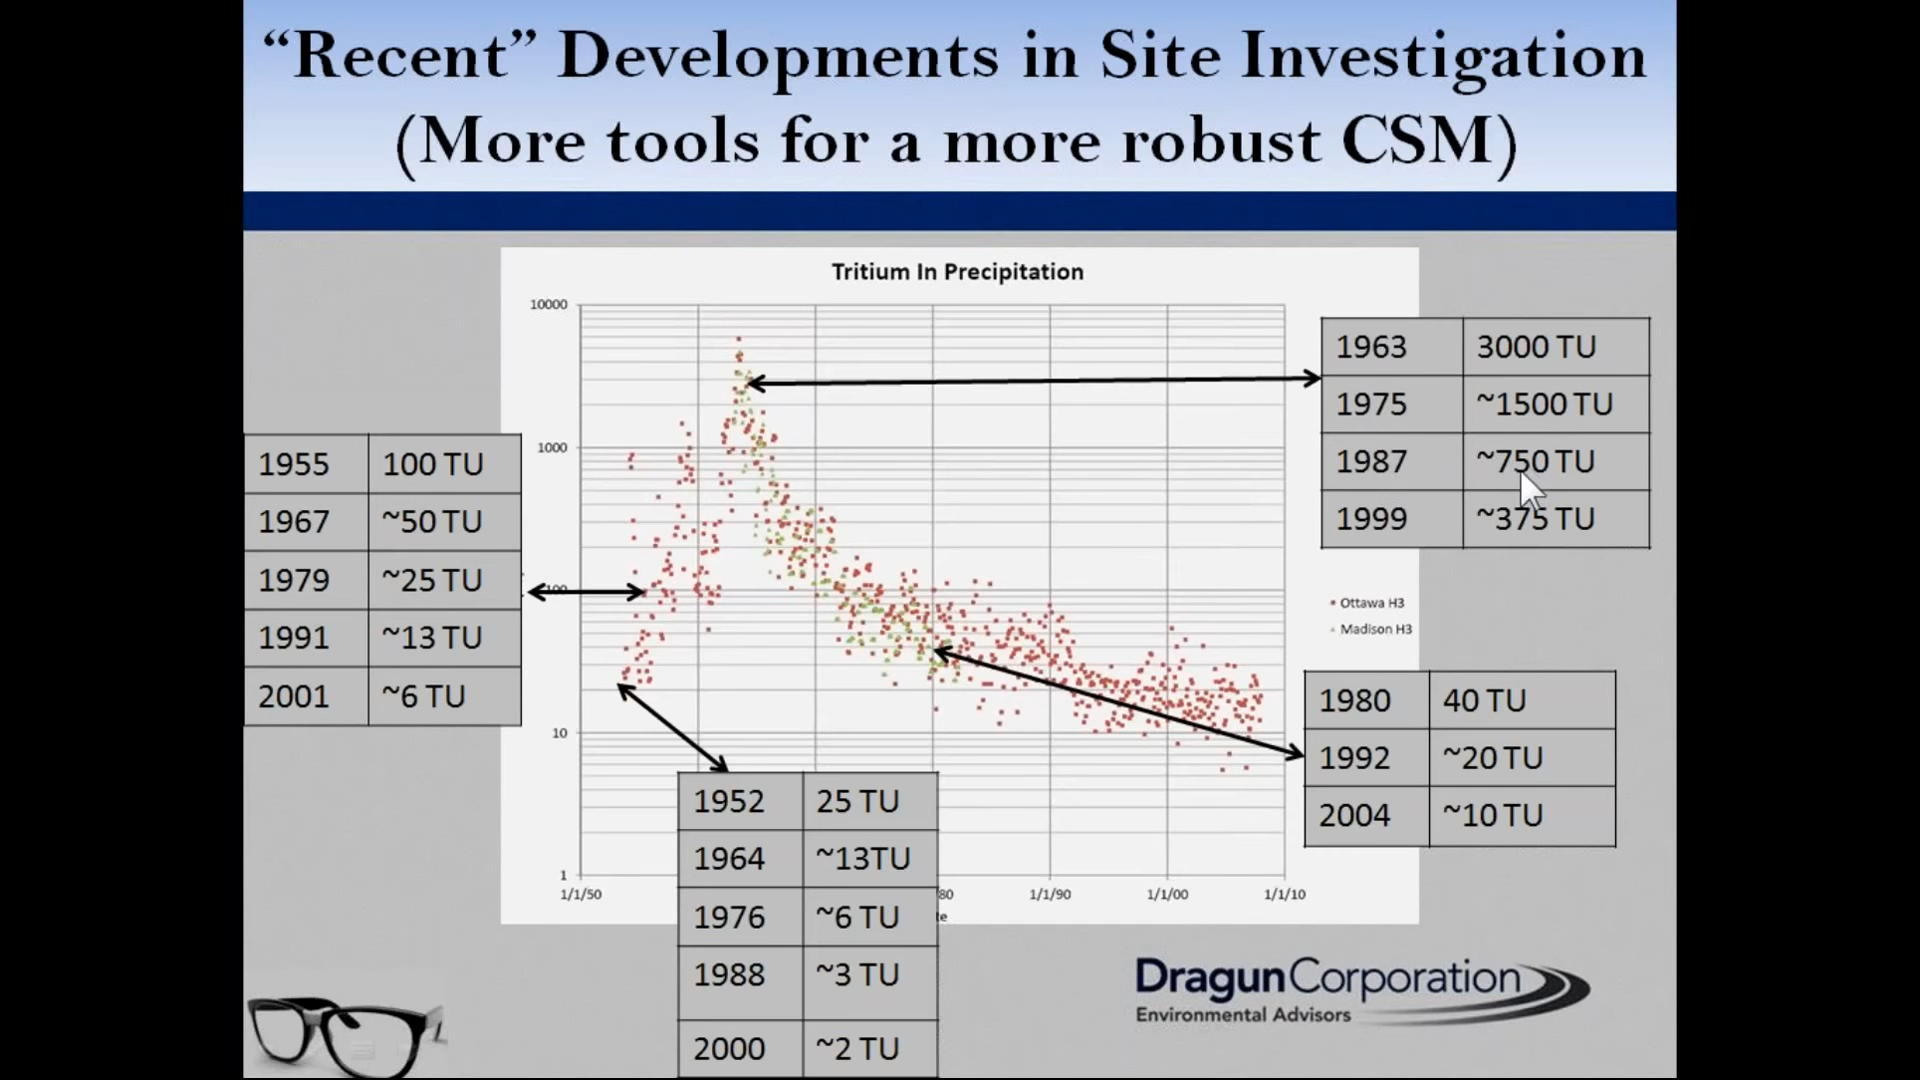 “Recent” Developments in Site Investigation
(More tools for a more robust CSM)
Tritium In Precipitation
10000
1000
100
10
1
1/1/50
80
1/1/90
1/1/00
1/1/10
te
Ottawa H3
Madison H3
1955 100 TU
1967 ~50 TU
1979 ~25 TU
1991 ~13 TU
2001 ~6 TU
1963 3000 TU
1975 ~1500 TU
1987 ~750 TU
1999 ~375 TU
1980 40 TU
1992 ~20 TU
2004 ~10 TU
1952 25 TU
1964 ~13TU
1976 ~6 TU
1988 ~3 TU
2000 ~2 TU
DragunCorporation
Environmental Advisors